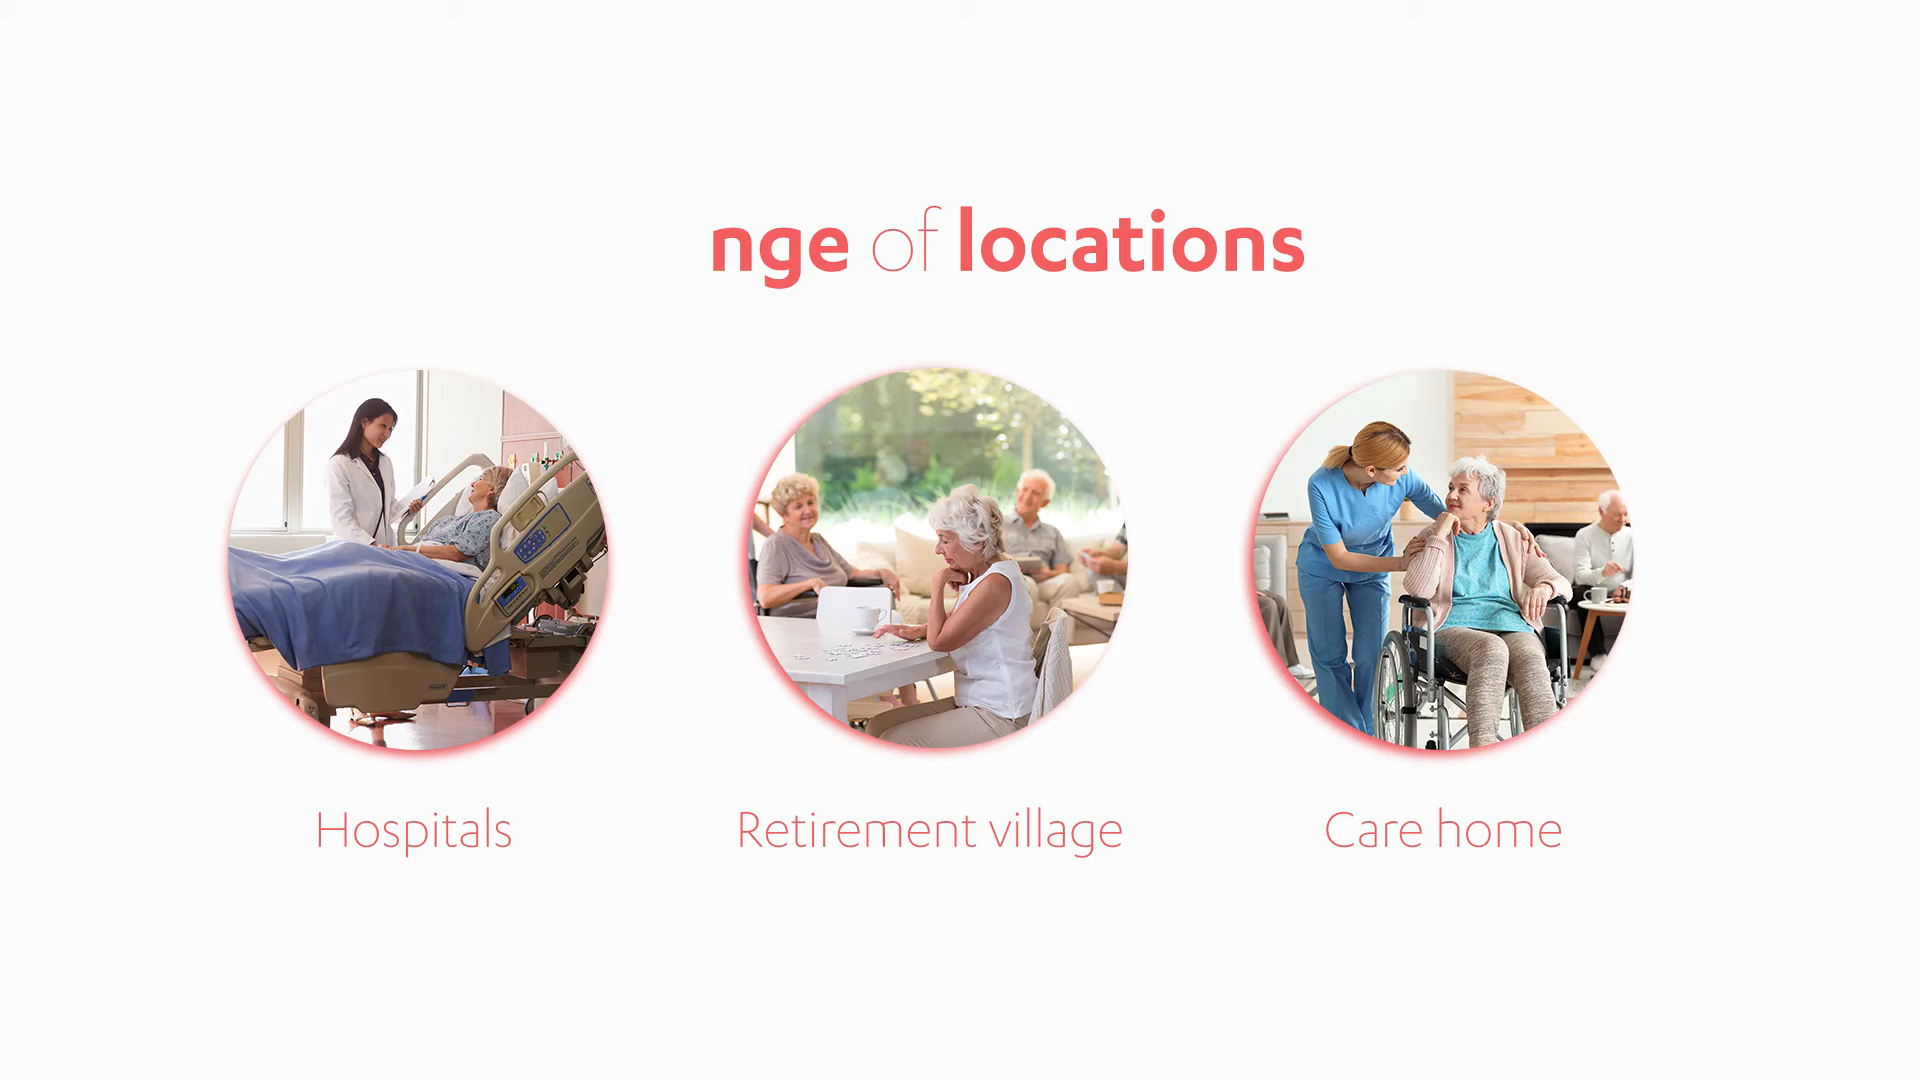 nge of locations
Hospitals
Retirement village
Care home